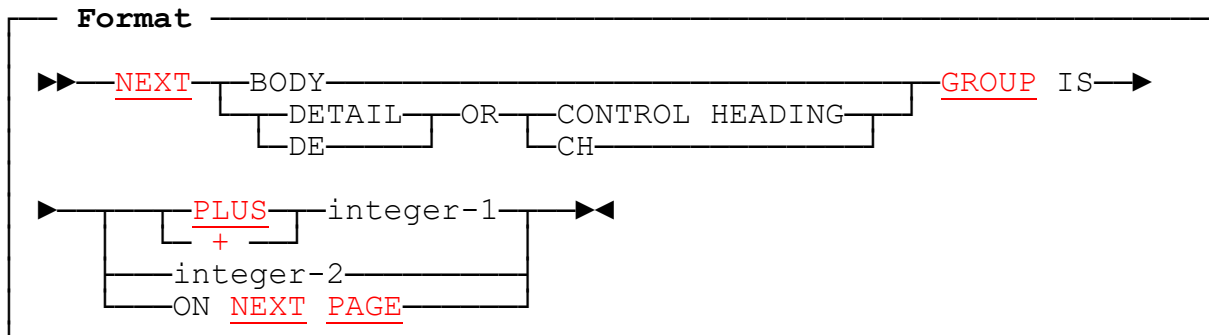 Format
NEXT BODY GROUP IS
DETAIL OR CONTROL HEADING
DE CH
PLUS integer-1
+
integer-2
ON NEXT PAGE